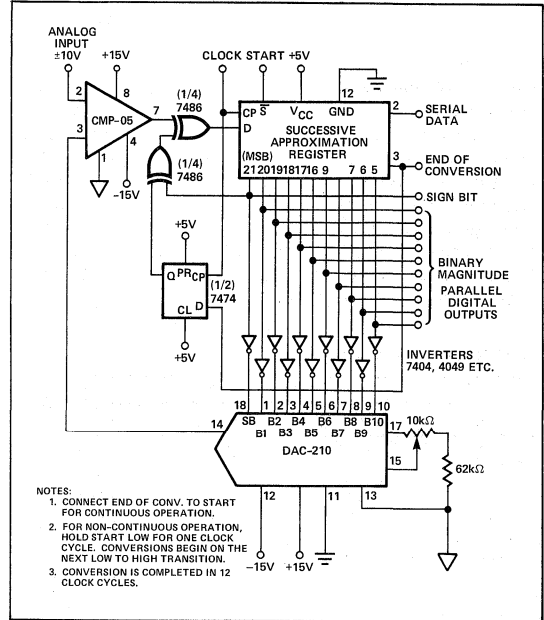 ANALOG
INPUT
±10V
+15V
CLOCK START +5V
2
8
CMP-05
7
3
4
1
-15V
(1/4)
7486
(1/4)
7486
12
CP S̅ VCC GND
D
SUCCESSIVE
APPROXIMATION
REGISTER
(MSB)
21 20 19 18 17 16 9 7 6 5
2
SERIAL
DATA
3
END OF
CONVERSION
SIGN BIT
BINARY
MAGNITUDE
PARALLEL
DIGITAL
OUTPUTS
+5V
Q PR CP
(1/2)
D 7474
CL
+5V
INVERTERS
7404, 4049 ETC.
18 1 2 3 4 5 6 7 8 9 10
SB B2 B4 B6 B8 B10
B1 B3 B5 B7 B9
14
DAC-210
17
10kΩ
15
62kΩ
12
11
13
-15V +15V
NOTES:
1. CONNECT END OF CONV. TO START
FOR CONTINUOUS OPERATION.
2. FOR NON-CONTINUOUS OPERATION,
HOLD START LOW FOR ONE CLOCK
CYCLE. CONVERSIONS BEGIN ON THE
NEXT LOW TO HIGH TRANSITION.
3. CONVERSION IS COMPLETED IN 12
CLOCK CYCLES.